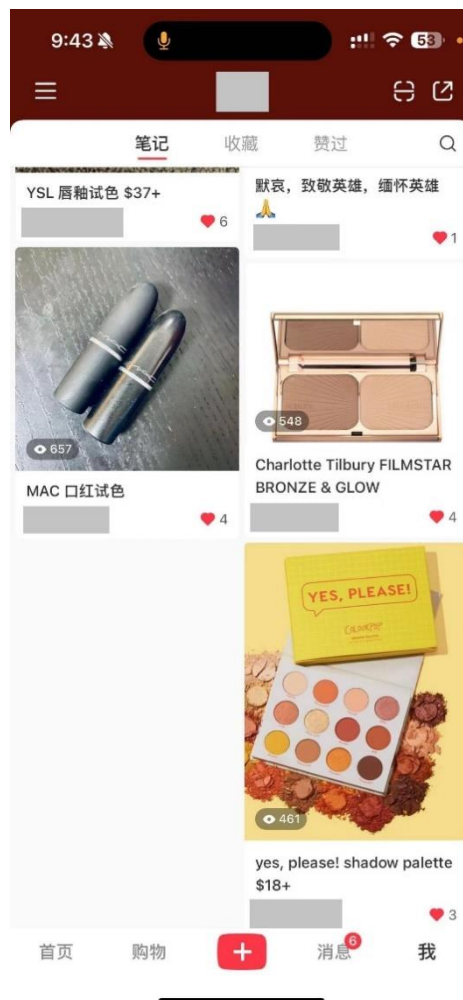 9:43
53
笔记
收藏
赞过
YSL 唇釉试色 $37+
6
默哀，致敬英雄，缅怀英雄
🙏
1
MAC
657
MAC 口红试色
4
548
Charlotte Tilbury FILMSTAR
BRONZE & GLOW
4
YES, PLEASE!
COLOURPOP
461
yes, please! shadow palette
$18+
3
首页
购物
消息
6
我